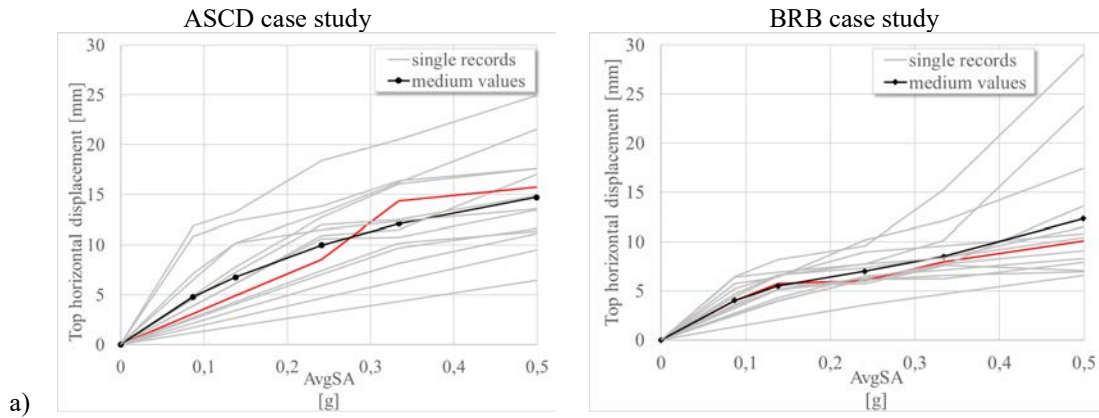 ASCD case study
BRB case study
30
25
20
15
10
5
0
Top horizontal displacement [mm]
single records
medium values
0
0,1
0,2
0,3
0,4
0,5
AvgSA
[g]
30
25
20
15
10
5
0
Top horizontal displacement [mm]
single records
medium values
0
0,1
0,2
0,3
0,4
0,5
AvgSA
[g]
a)